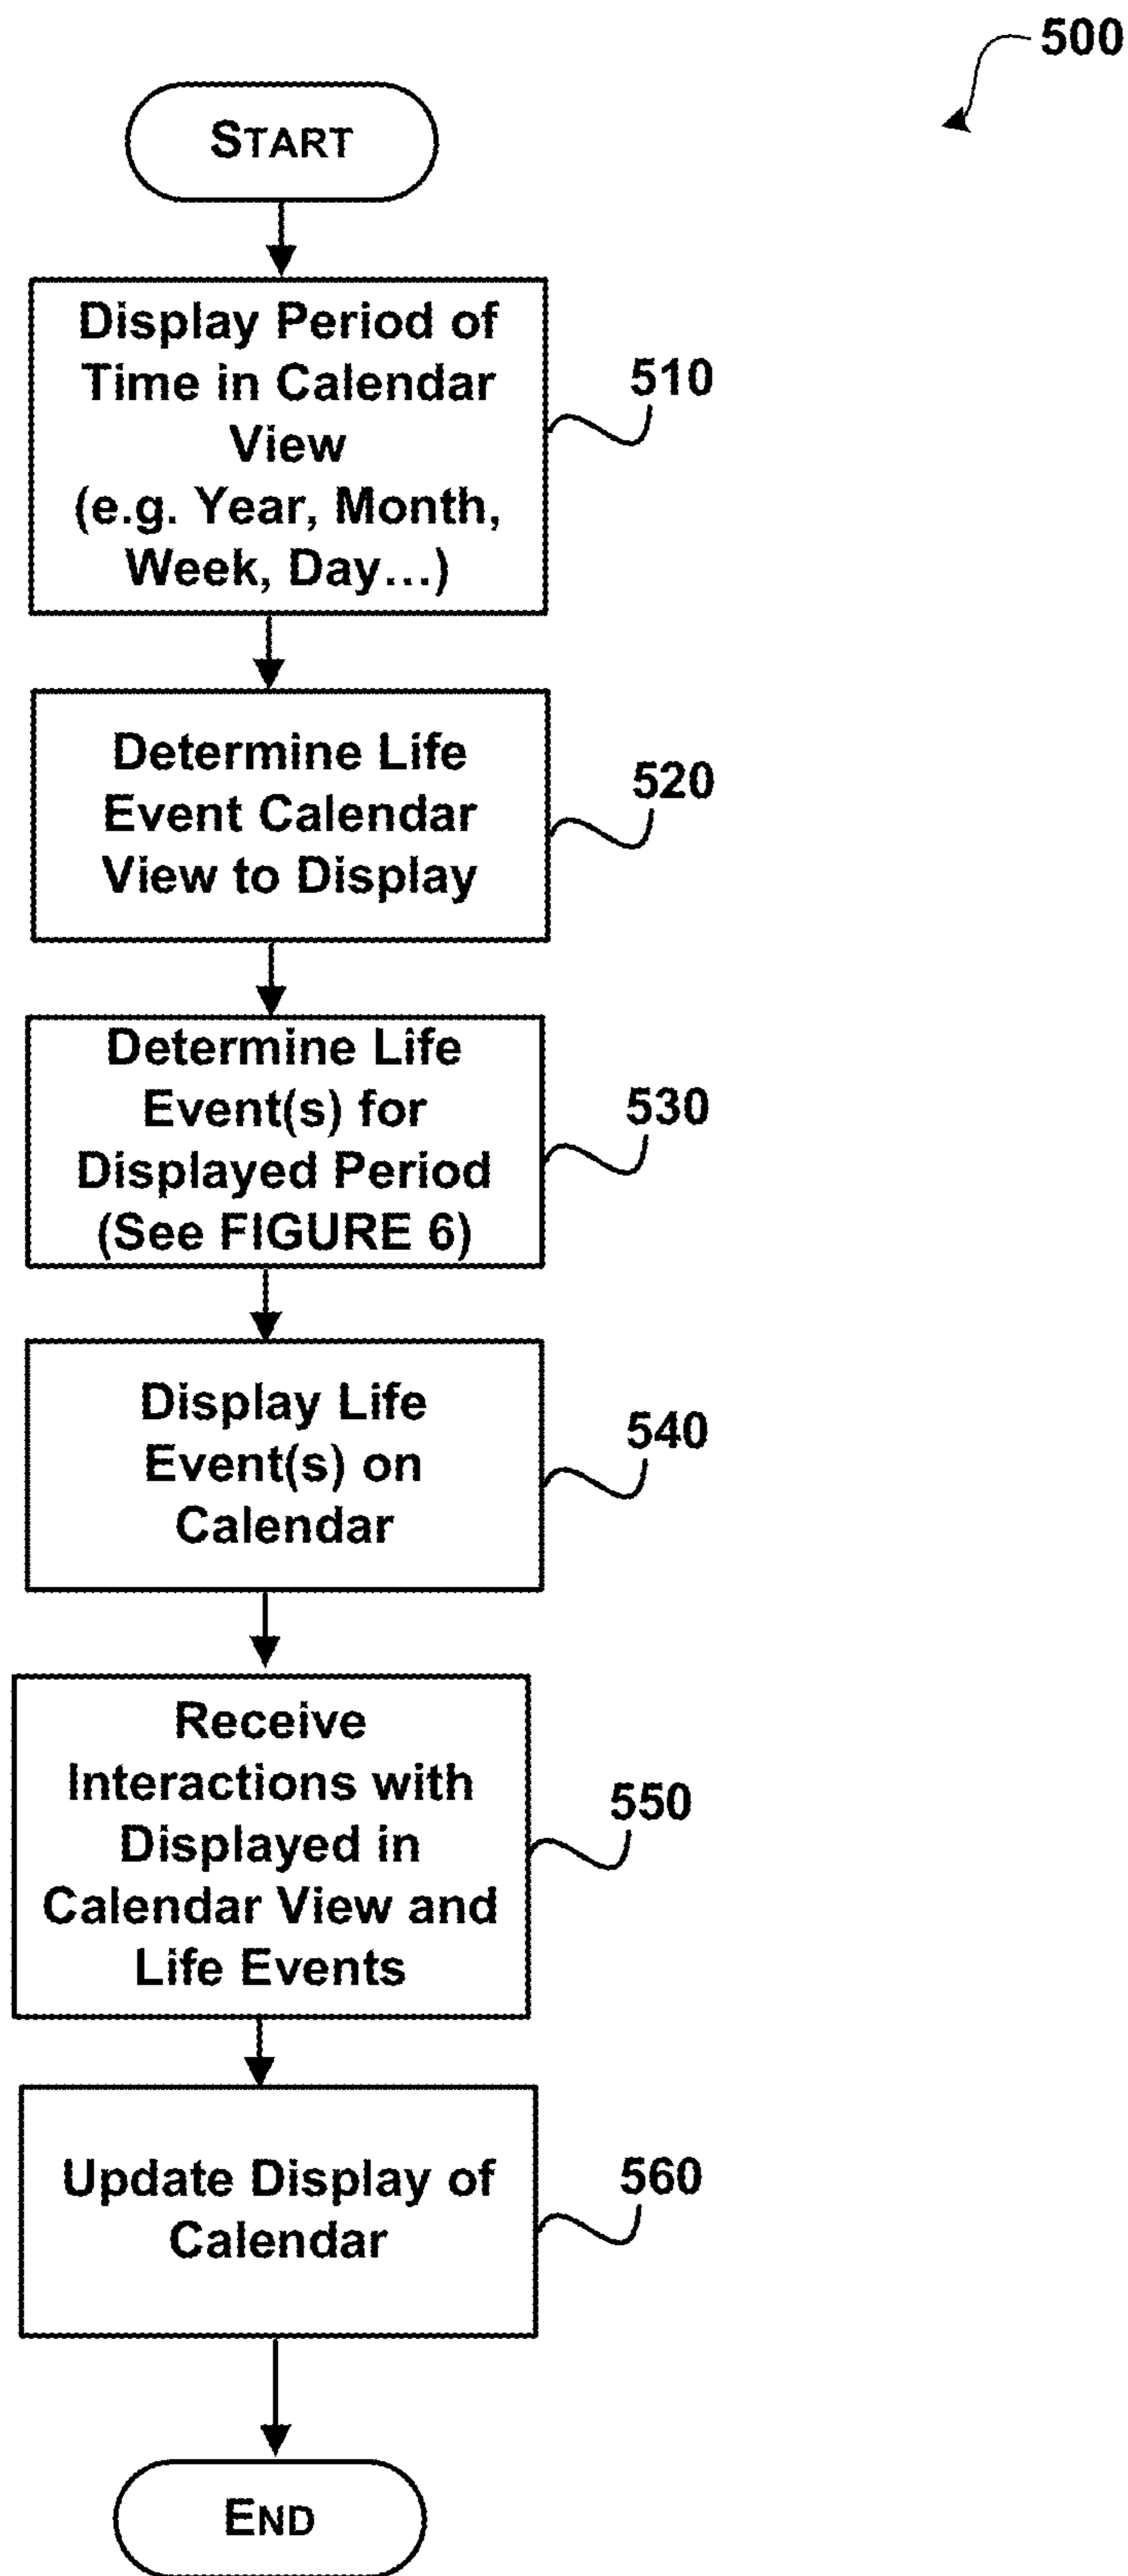 500
START
Display Period of
Time in Calendar
View
(e.g. Year, Month,
Week, Day…)
510
Determine Life
Event Calendar
View to Display
520
Determine Life
Event(s) for
Displayed Period
(See FIGURE 6)
530
Display Life
Event(s) on
Calendar
540
Receive
Interactions with
Displayed in
Calendar View and
Life Events
550
Update Display of
Calendar
560
END